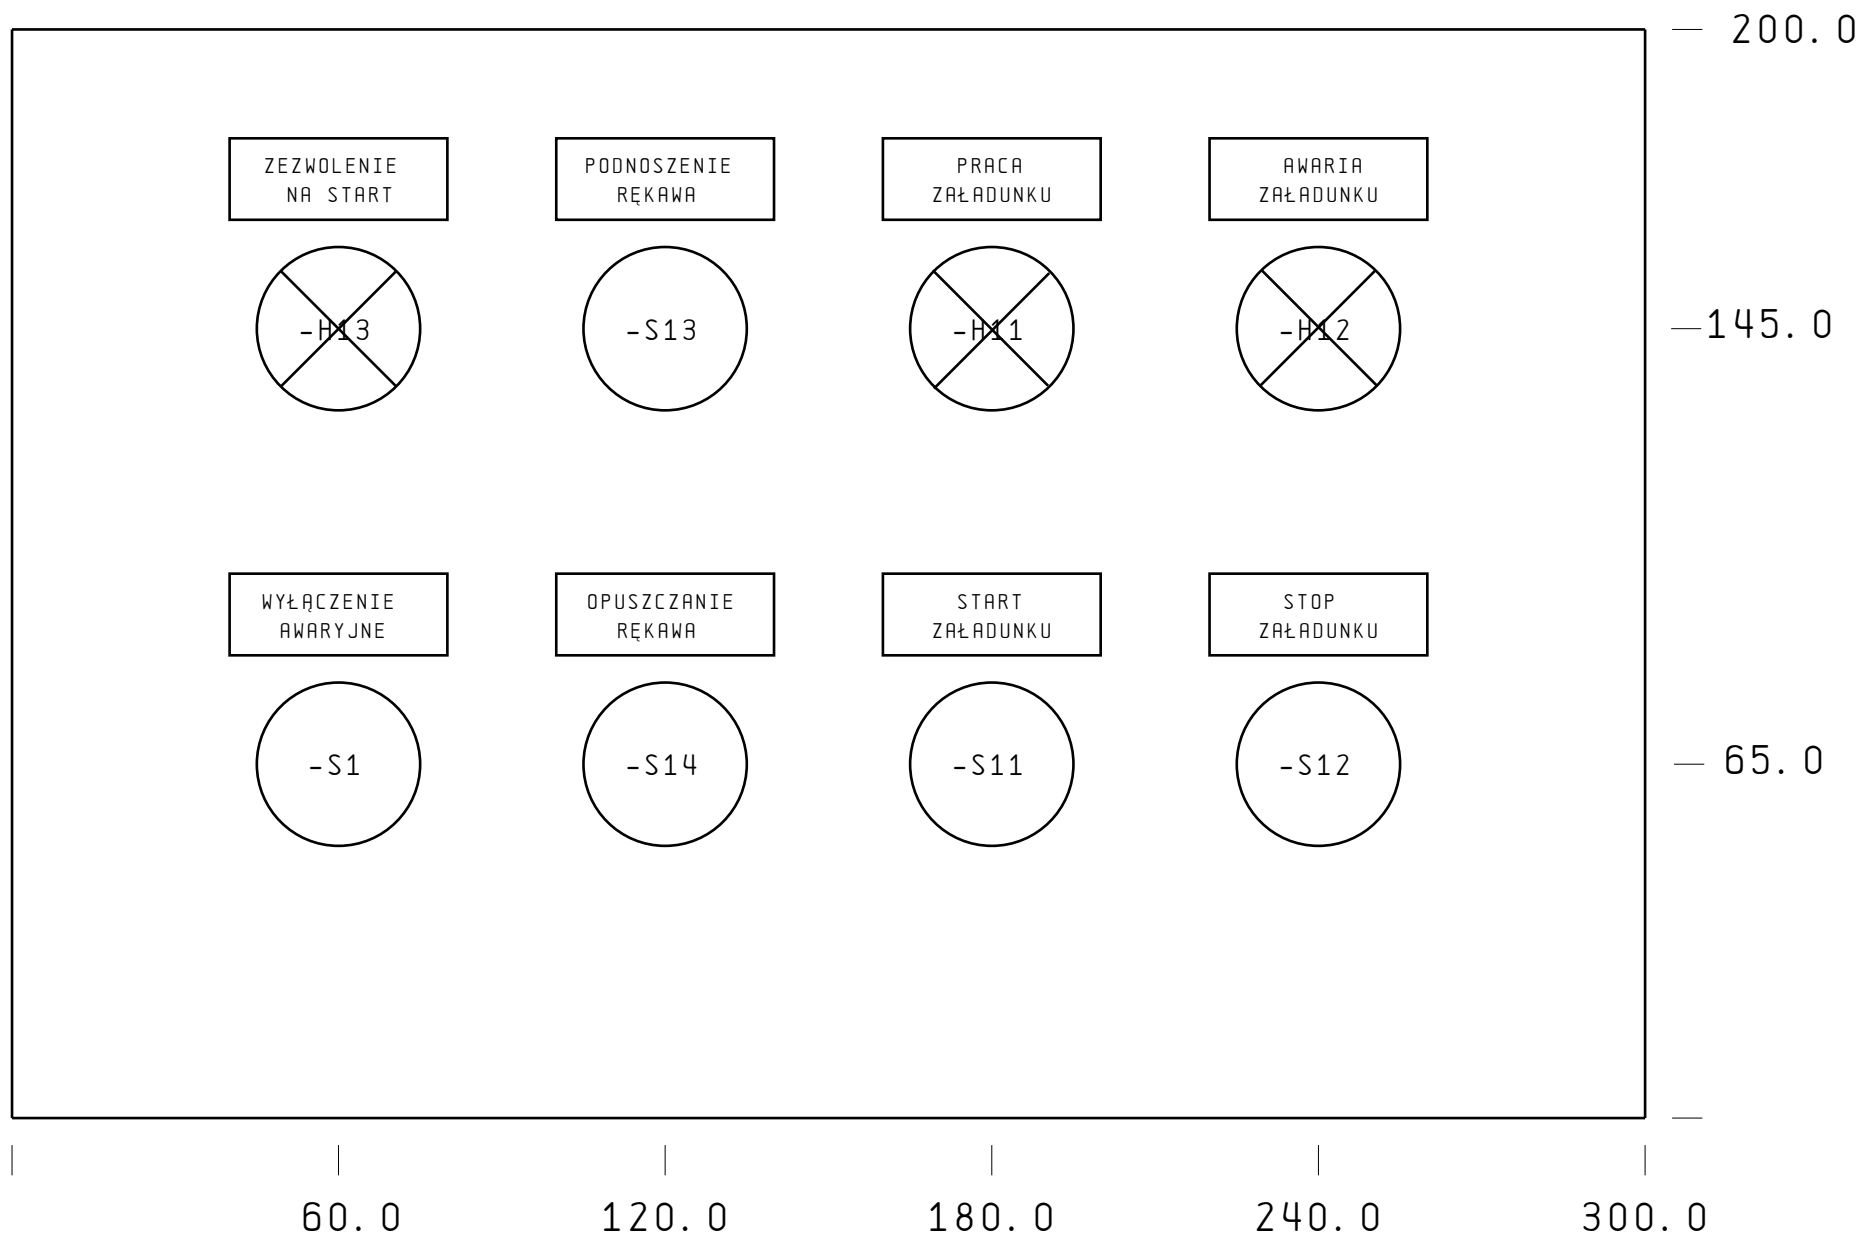 200.0
ZEZWOLENIE
NA START
PODNOSZENIE
RĘKAWA
PRACA
ZAŁADUNKU
AWARIA
ZAŁADUNKU
-H13
-S13
-H11
-H12
145.0
WYŁĄCZENIE
AWARYJNE
OPUSZCZANIE
RĘKAWA
START
ZAŁADUNKU
STOP
ZAŁADUNKU
-S1
-S14
-S11
-S12
65.0
60.0
120.0
180.0
240.0
300.0